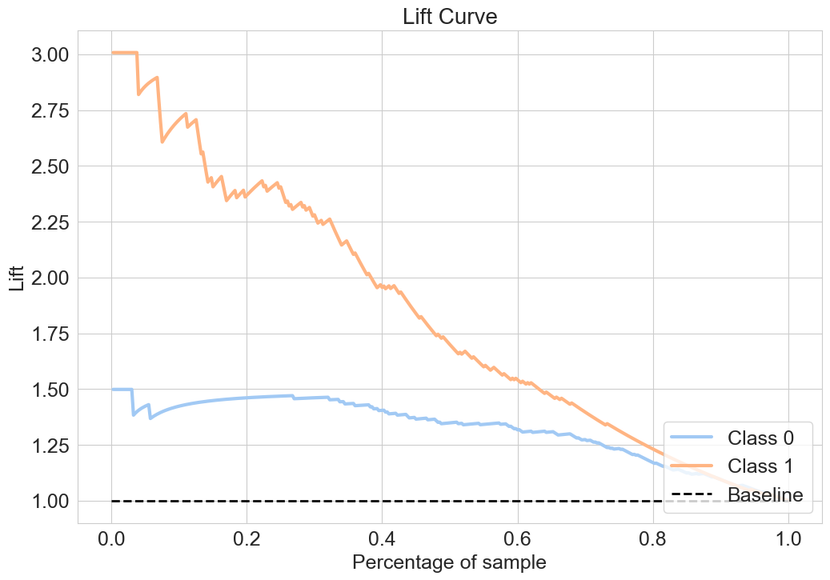 Lift Curve
3.00
2.75
2.50
2.25
2.00
1.75
1.50
1.25
1.00
Lift
0.0 0.2 0.4 0.6 0.8 1.0
Percentage of sample
Class 0
Class 1
Baseline